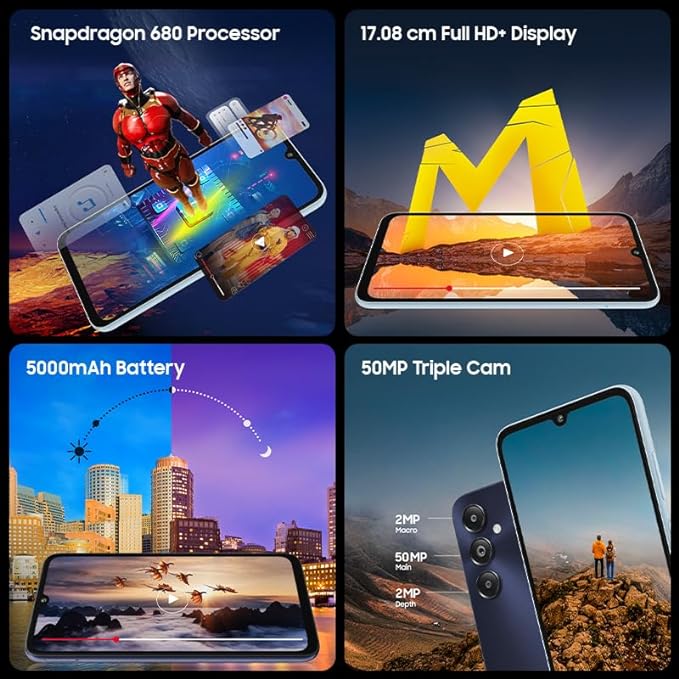 Snapdragon 680 Processor
17.08 cm Full HD+ Display
M
5000mAh Battery
50MP Triple Cam
2MP
Macro
50MP
Main
2MP
Depth